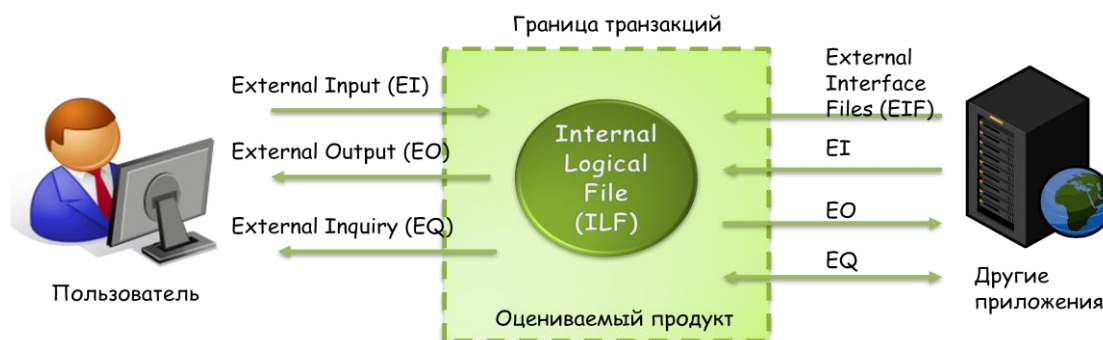 Граница транзакций
External Input (EI)
External Output (EO)
External Inquiry (EQ)
Пользователь
Internal
Logical
File
(ILF)
Оцениваемый продукт
External
Interface
Files (EIF)
EI
EO
EQ
Другие
приложения